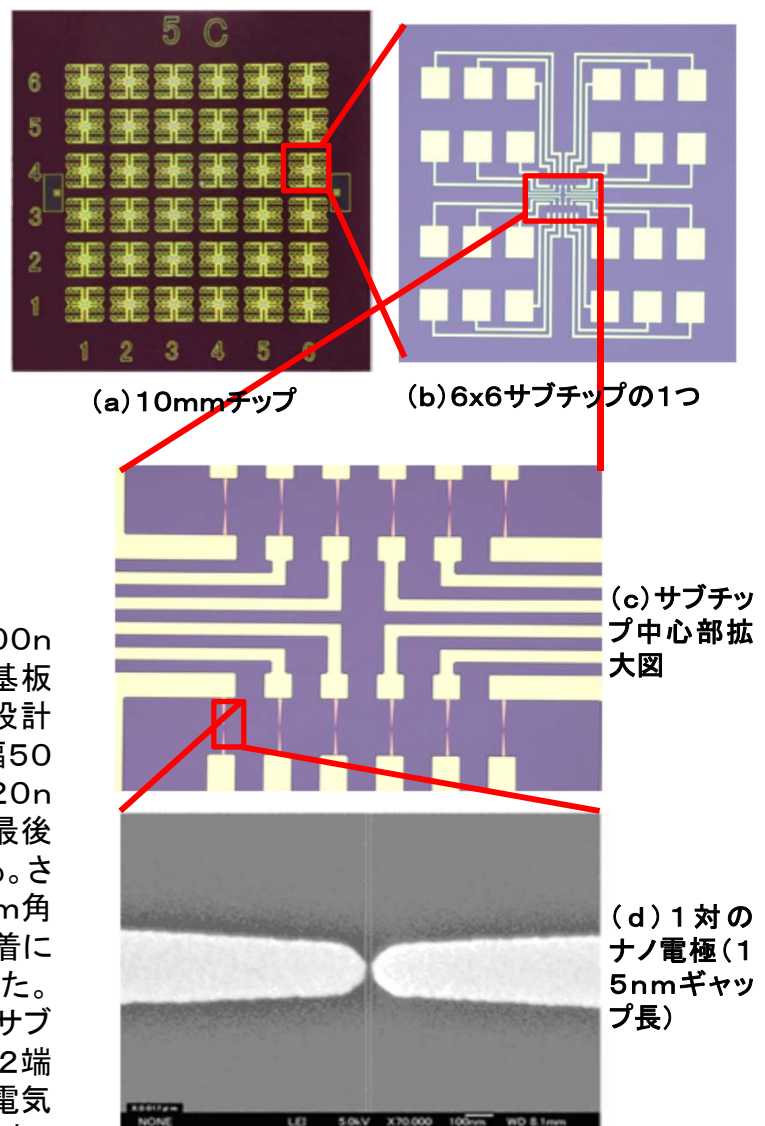 5 C
6
5
4
3
2
1
1 2 3 4 5 6
(a)10mmチップ
(b)6x6サブチップの1つ
(c)サブチッ
プ中心部拡
大図
00n
基板
設計
幅50
20n
最後
。さ
m角
着に
た。
サブ
2端
電気
(d)1対の
ナノ電極(1
5nmギャッ
プ長)
X0.017μm
NONE LEI 5.0kV X70,000 100nm WD 8.1mm